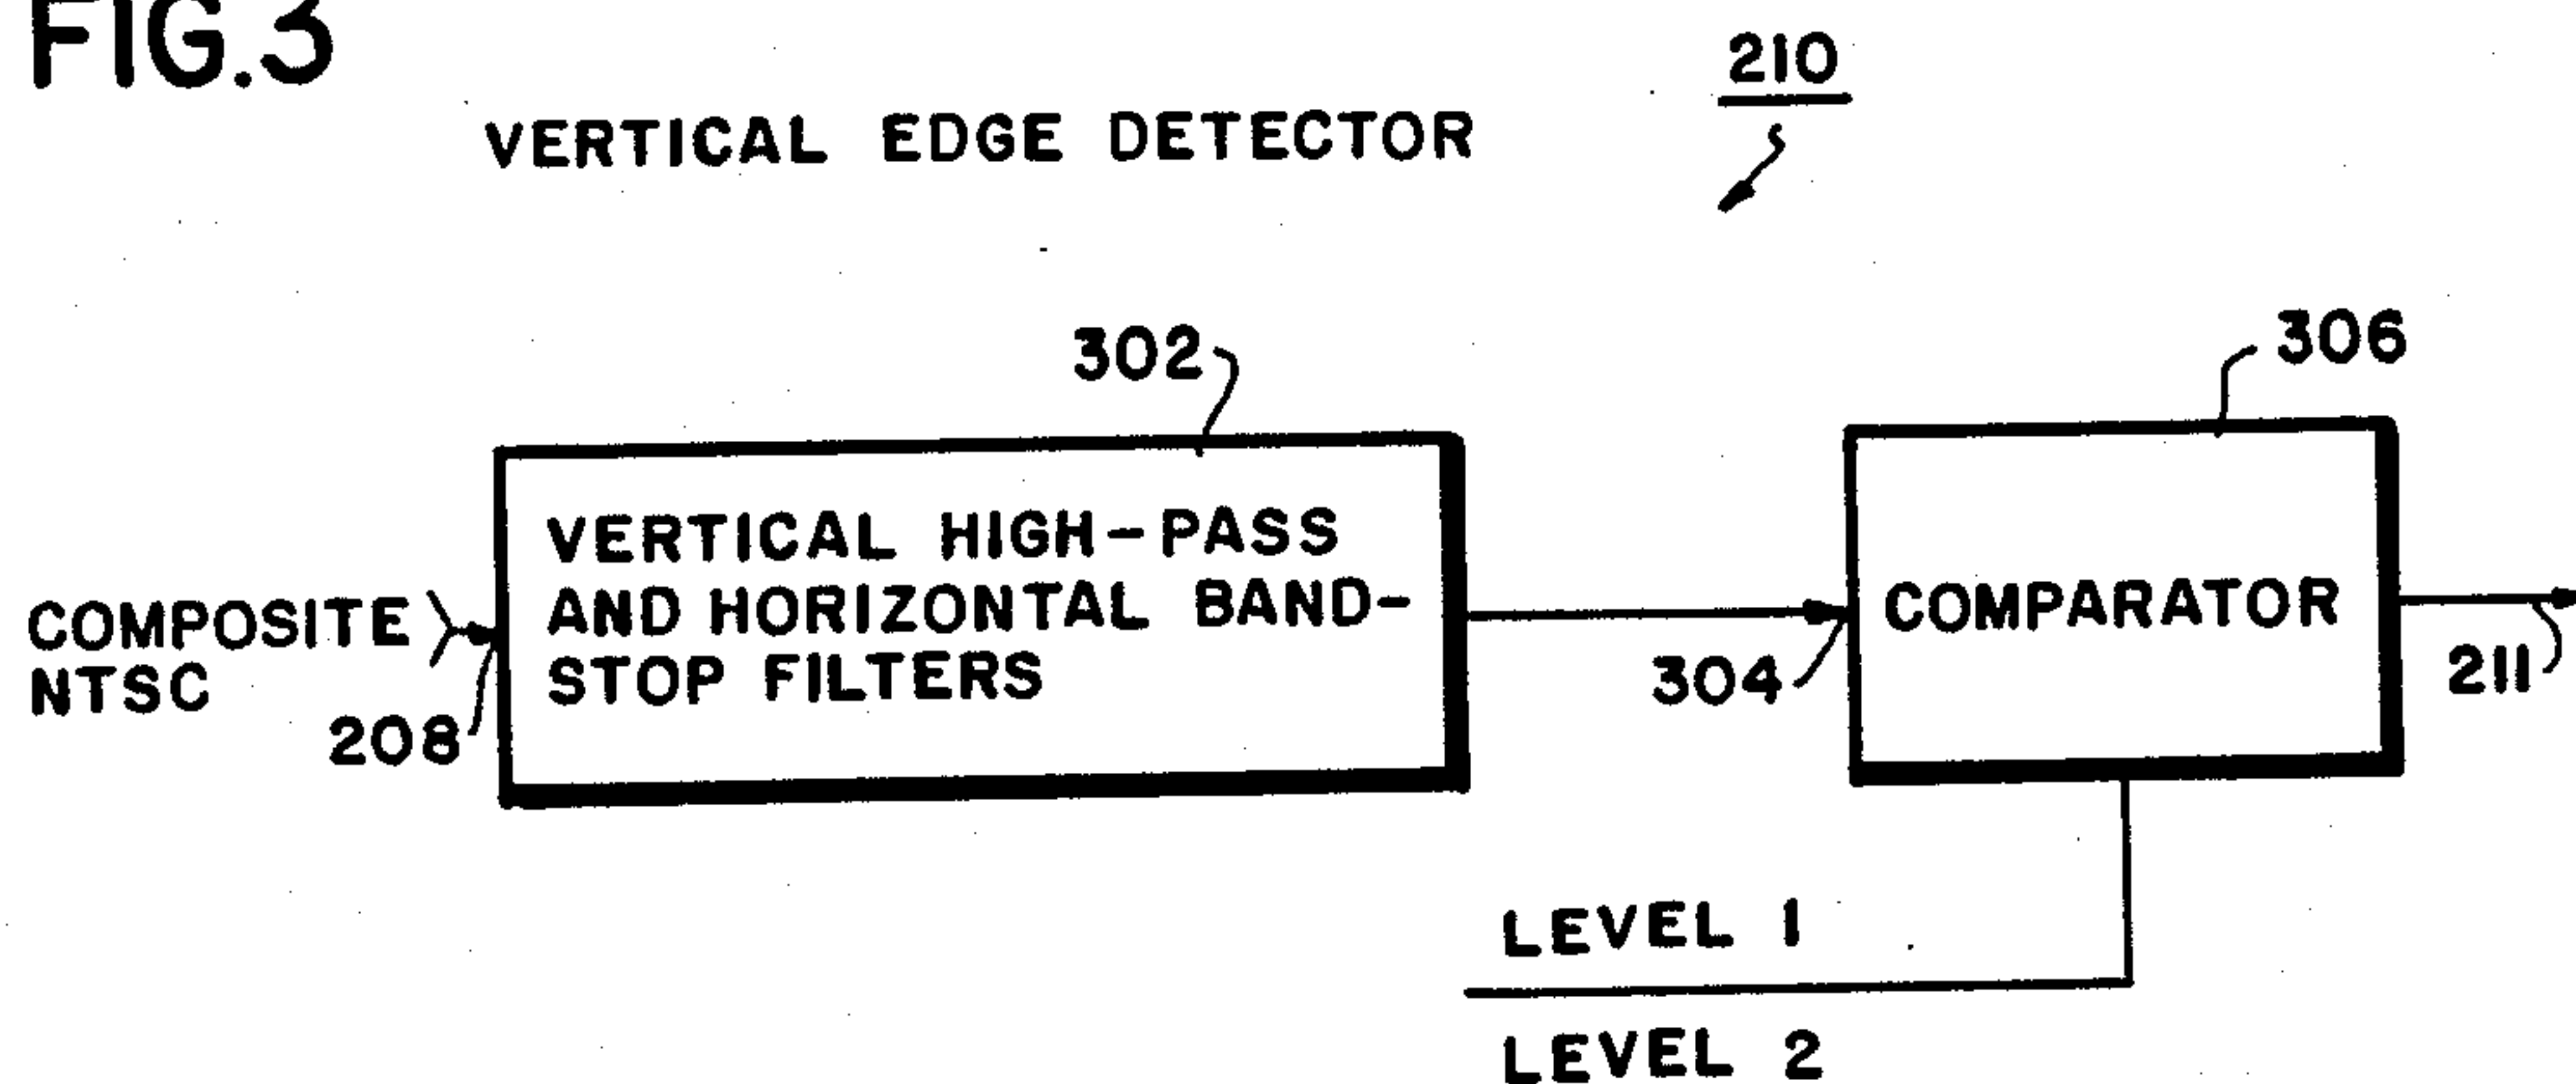 FIG.3
210
VERTICAL EDGE DETECTOR
302
306
VERTICAL HIGH-PASS
AND HORIZONTAL BAND-
STOP FILTERS
COMPOSITE
NTSC
208
304
COMPARATOR
211
LEVEL 1
LEVEL 2